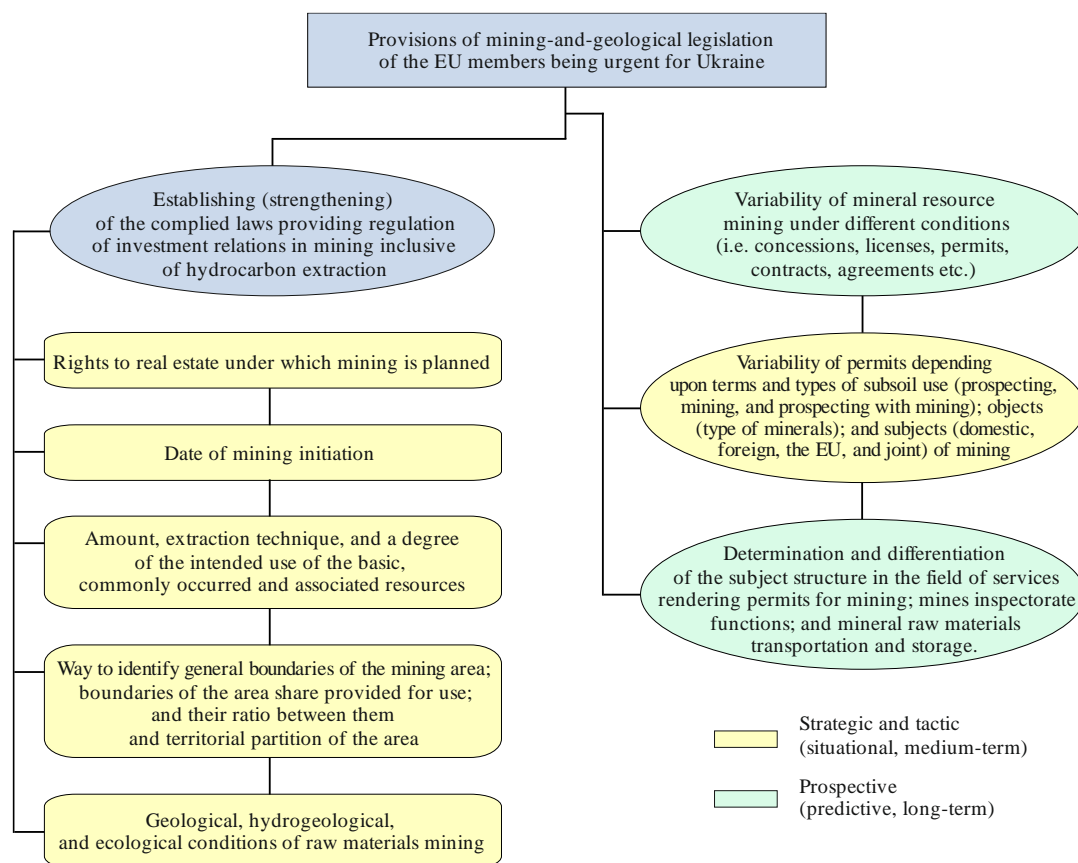 Provisions of mining-and-geological legislation
of the EU members being urgent for Ukraine
Establishing (strengthening)
of the complied laws providing regulation
of investment relations in mining inclusive
of hydrocarbon extraction
Rights to real estate under which mining is planned
Date of mining initiation
Amount, extraction technique, and a degree
of the intended use of the basic,
commonly occurred and associated resources
Way to identify general boundaries of the mining area;
boundaries of the area share provided for use;
and their ratio between them
and territorial partition of the area
Geological, hydrogeological,
and ecological conditions of raw materials mining
Variability of mineral resource
mining under different conditions
(i.e. concessions, licenses, permits,
contracts, agreements etc.)
Variability of permits depending
upon terms and types of subsoil use (prospecting,
mining, and prospecting with mining); objects
(type of minerals); and subjects (domestic,
foreign, the EU, and joint) of mining
Determination and differentiation
of the subject structure in the field of services
rendering permits for mining; mines inspectorate
functions; and mineral raw materials
transportation and storage.
Strategic and tactic
(situational, medium-term)
Prospective
(predictive, long-term)